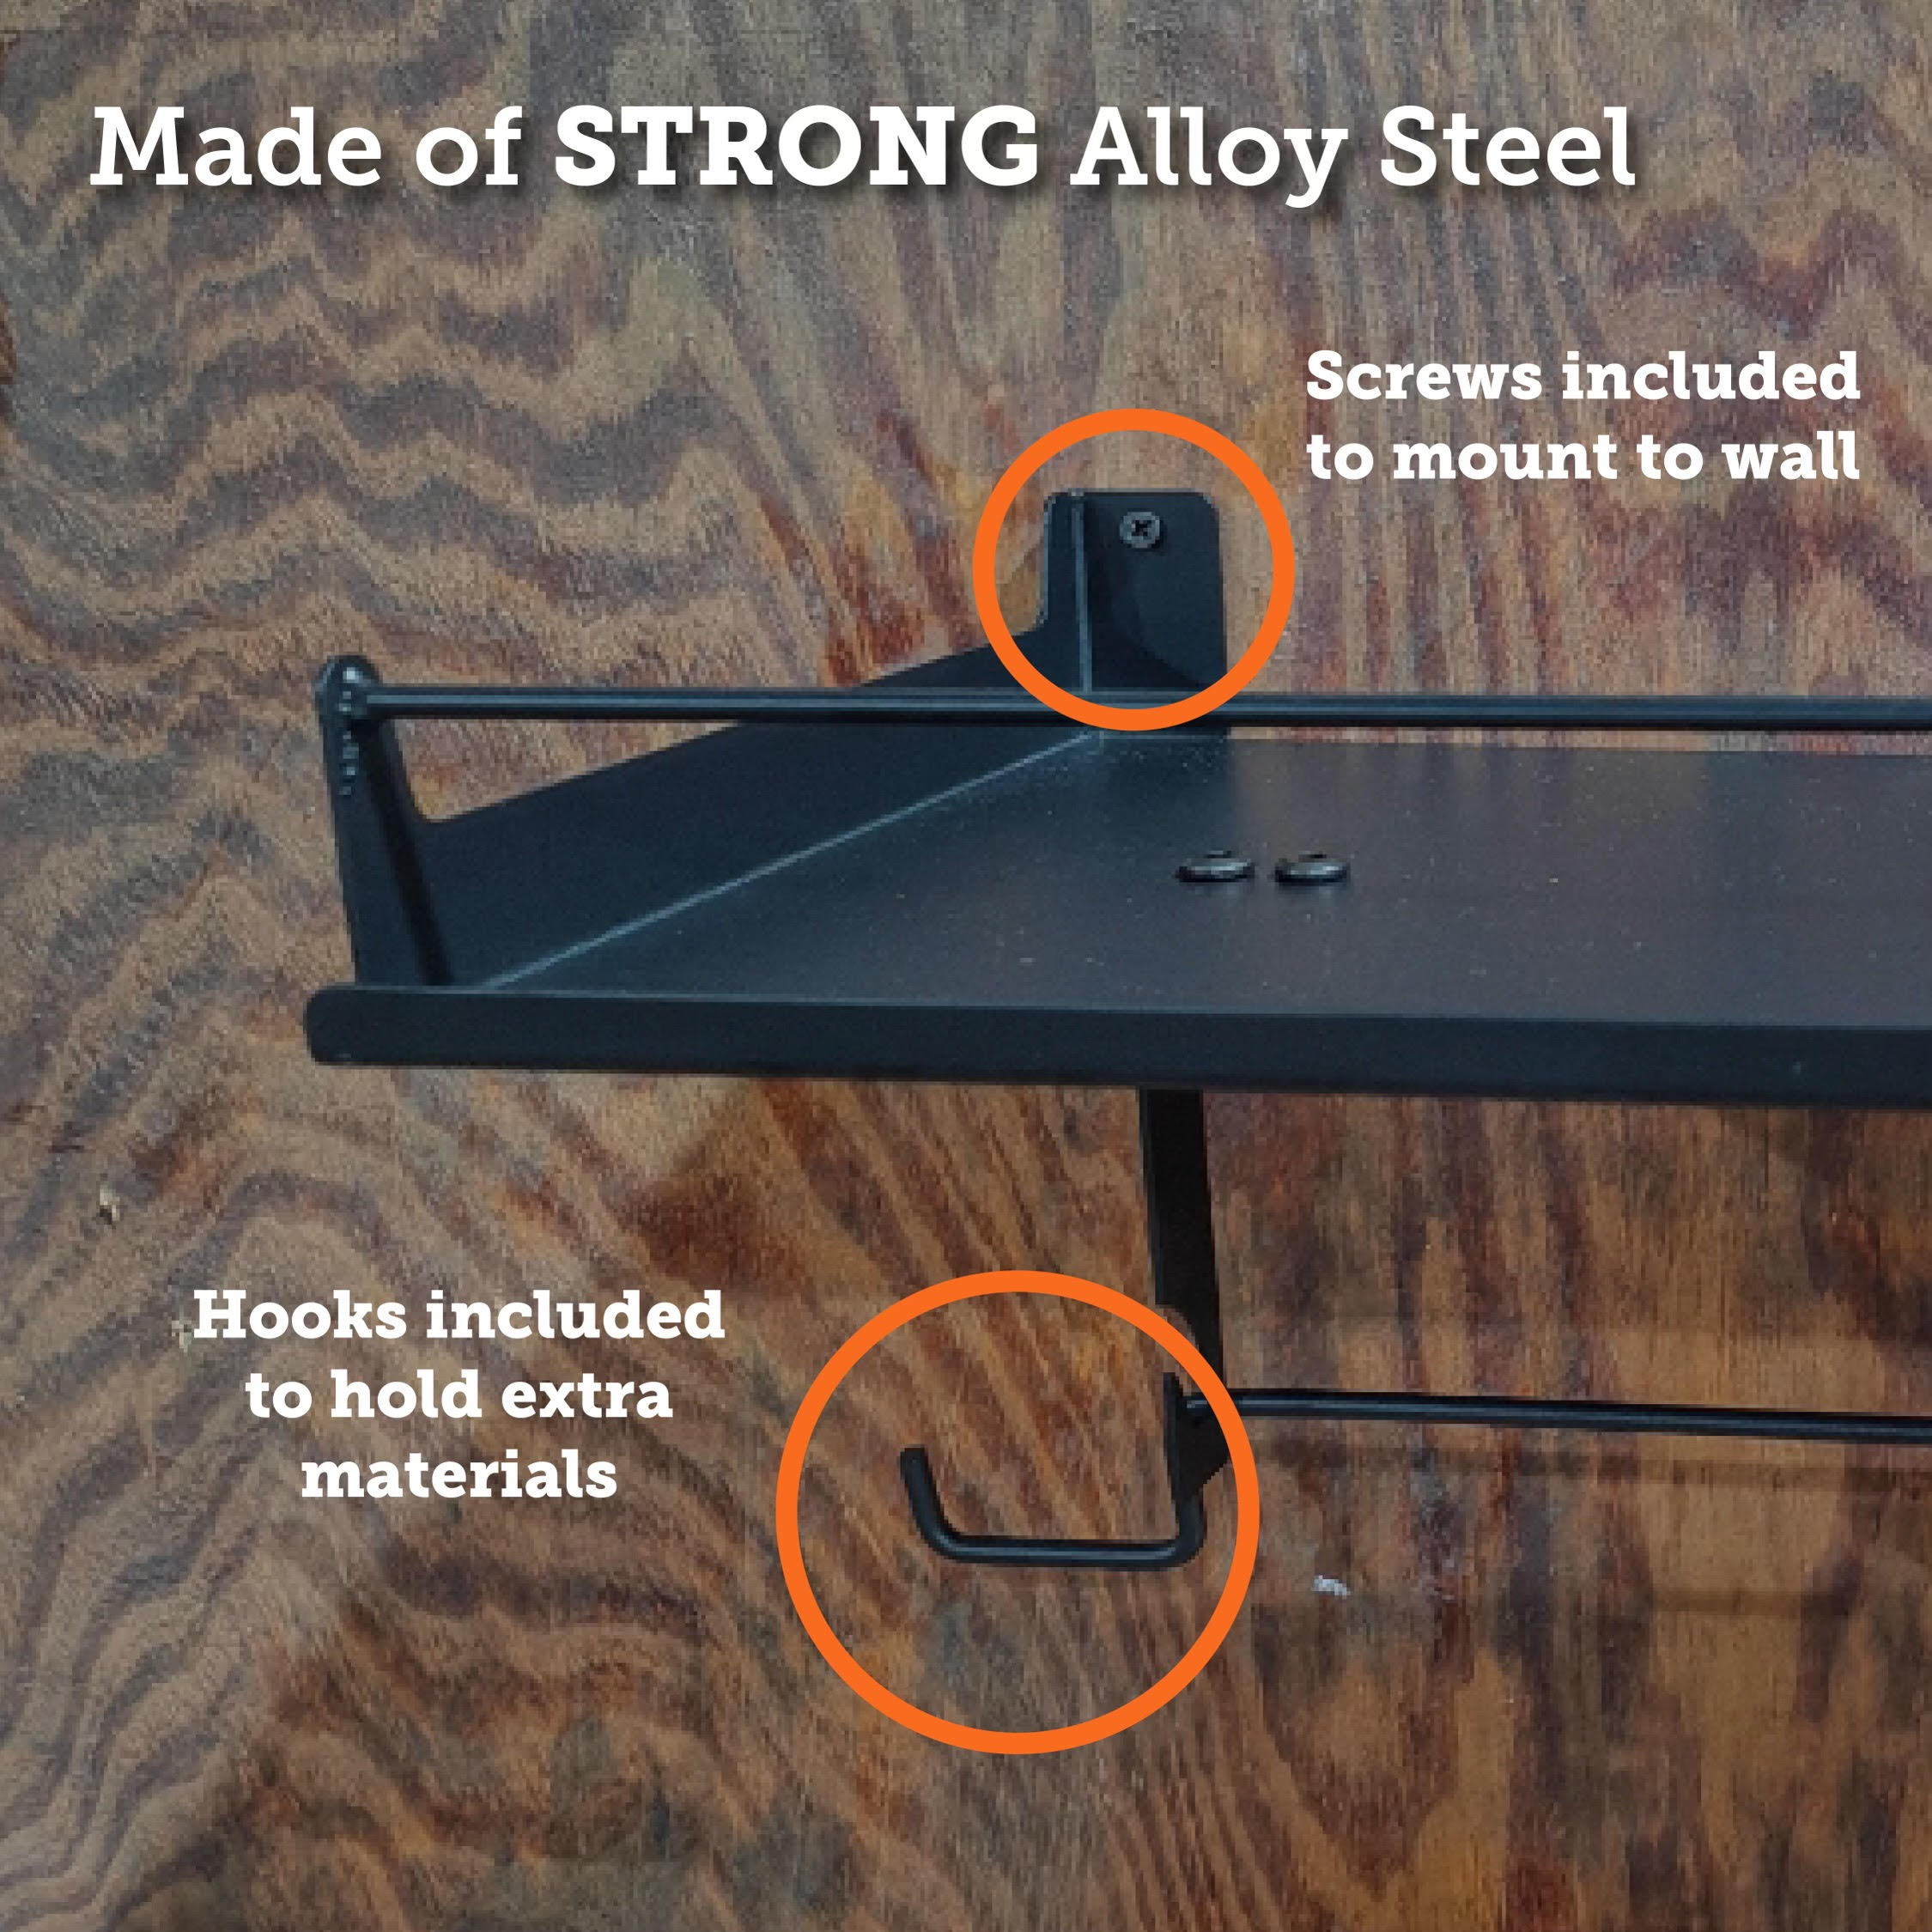 Made of STRONG Alloy Steel
Screws included
to mount to wall
Hooks included
to hold extra
materials